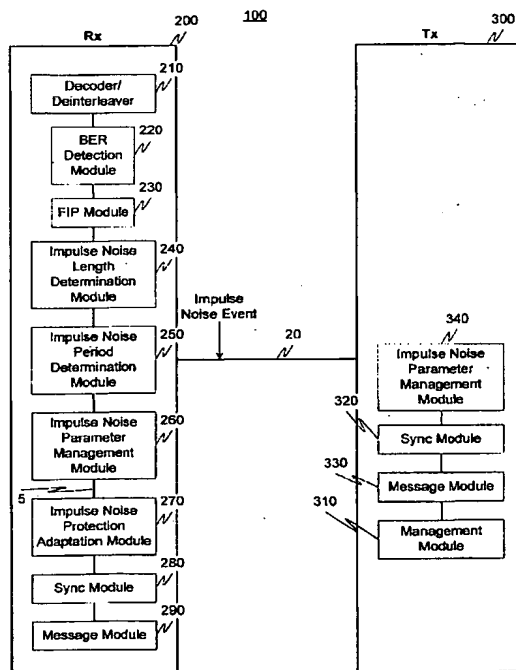 100
200
Rx
300
Tx
210
Decoder/
Deinterleaver
220
BER
Detection
Module
230
FIP Module
240
Impulse Noise
Length
Determination
Module
250
Impulse Noise
Period
Determination
Module
Impulse
Noise Event
20
260
Impulse Noise
Parameter
Management
Module
5
270
Impulse Noise
Protection
Adaptation Module
280
Sync Module
290
Message Module
340
Impulse Noise
Parameter
Management
Module
320
Sync Module
330
Message Module
310
Management
Module